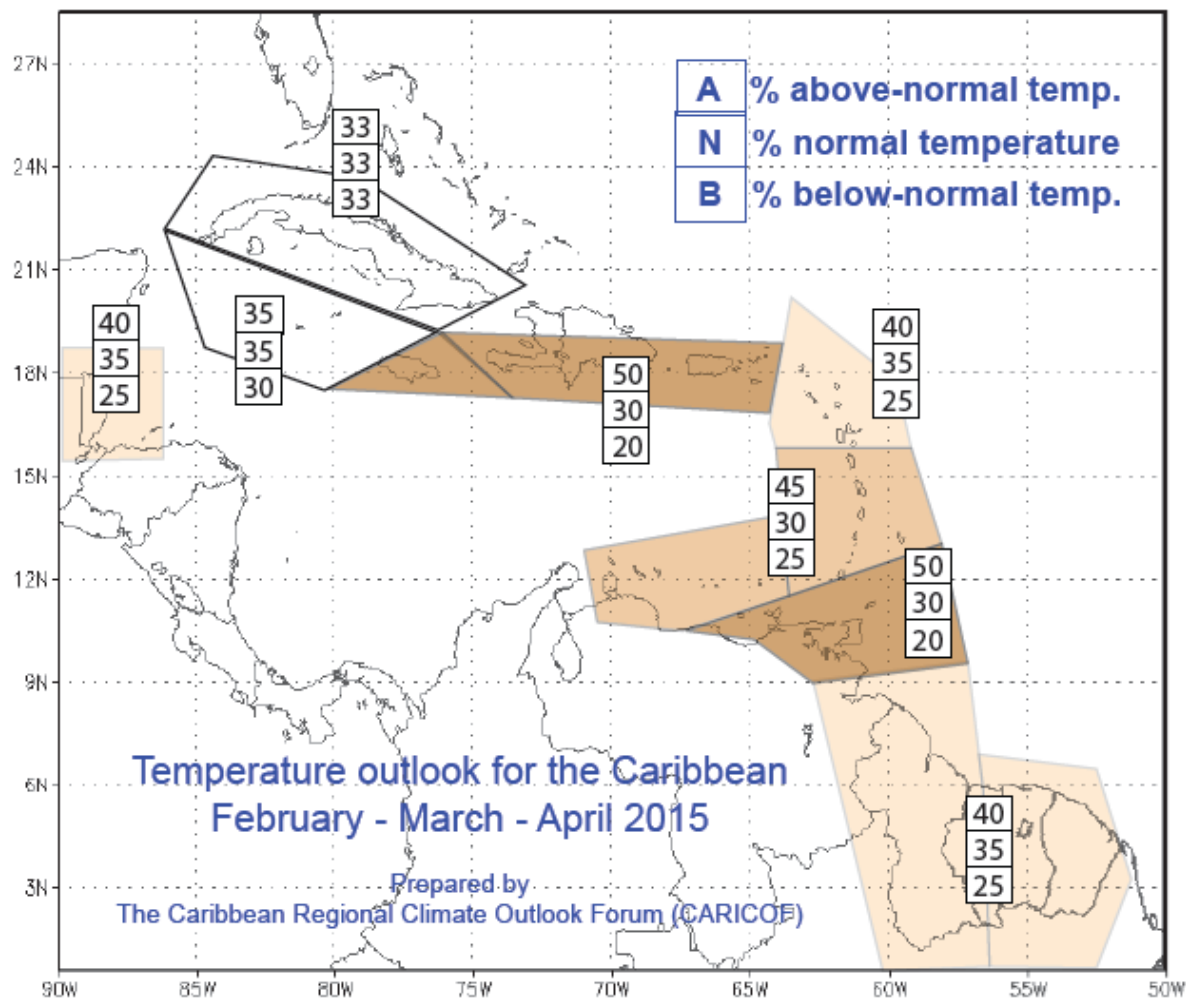 27N
24N
21N
18N
15N
12N
9N
6N
3N
A % above-normal temp.
N % normal temperature
B % below-normal temp.
33
33
33
35
35
30
40
35
25
50
30
20
40
35
25
45
30
25
50
30
20
40
35
25
Temperature outlook for the Caribbean
February - March - April 2015
Prepared by
The Caribbean Regional Climate Outlook Forum (CARICOF)
90W 85W 80W 75W 70W 65W 60W 55W 50W